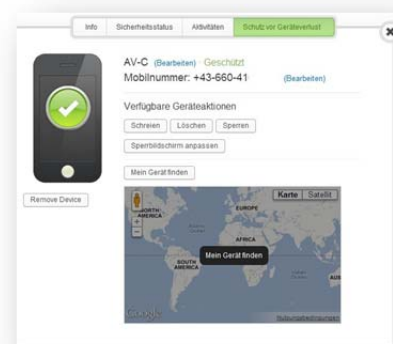 Info Sicherheitsstatus Aktivitäten Schutz vor Geräteverlust
AV-C (Bearbeiten) Geschützt
Mobilnummer: +43-660-41 (Bearbeiten)
Verfügbare Geräteaktionen
Schreien Löschen Sperren
Sperrbildschirm anpassen
Mein Gerät finden
Remove Device
Karte Satellit
NORTH
AMERICA
EUROPE
AFRICA
SOUTH
AMERICA
Mein Gerät finden
AUS
Google